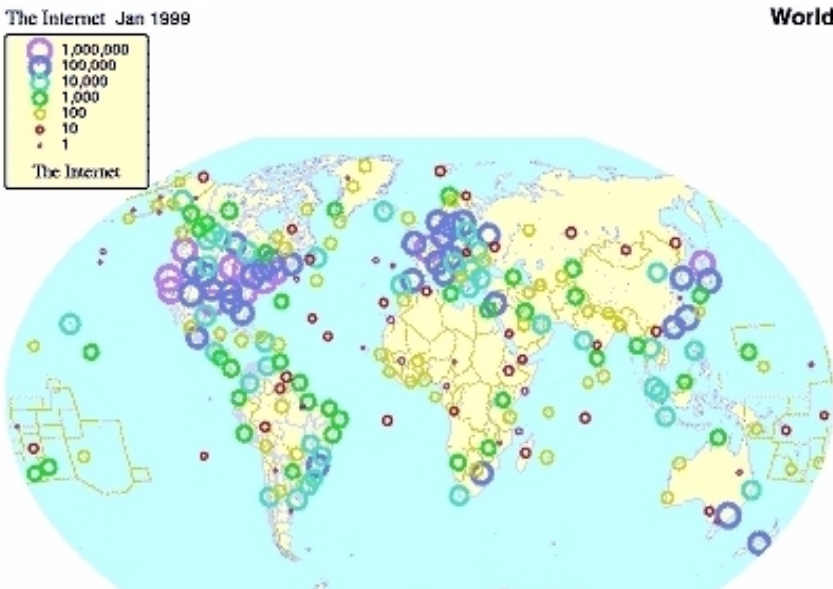 The Internet Jan 1999
World
1,000,000
100,000
10,000
1,000
100
10
1
The Internet